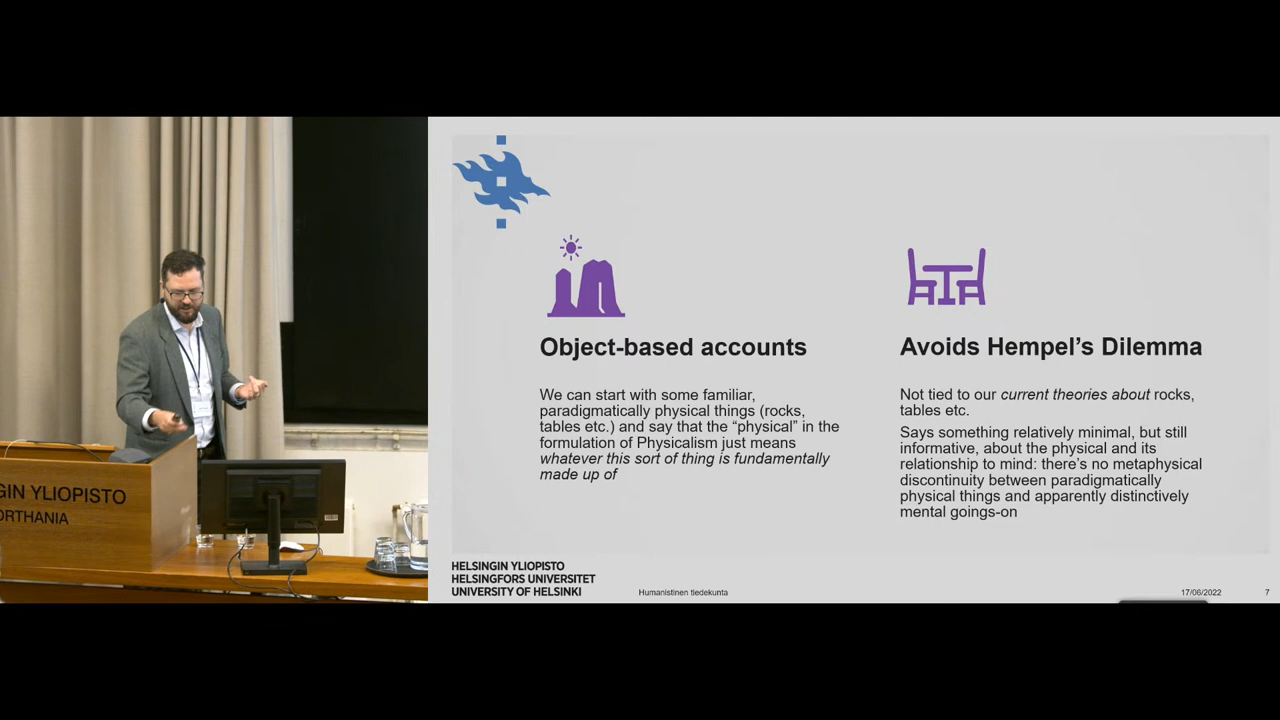 GIN YLIOPISTO
ORTHANIA
Object-based accounts
We can start with some familiar,
paradigmatically physical things (rocks,
tables etc.) and say that the “physical” in the
formulation of Physicalism just means
whatever this sort of thing is fundamentally
made up of
Avoids Hempel’s Dilemma
Not tied to our current theories about rocks,
tables etc.
Says something relatively minimal, but still
informative, about the physical and its
relationship to mind: there’s no metaphysical
discontinuity between paradigmatically
physical things and apparently distinctively
mental goings-on
HELSINGIN YLIOPISTO
HELSINGFORS UNIVERSITET
UNIVERSITY OF HELSINKI
Humanistinen tiedekunta
17/06/2022
7